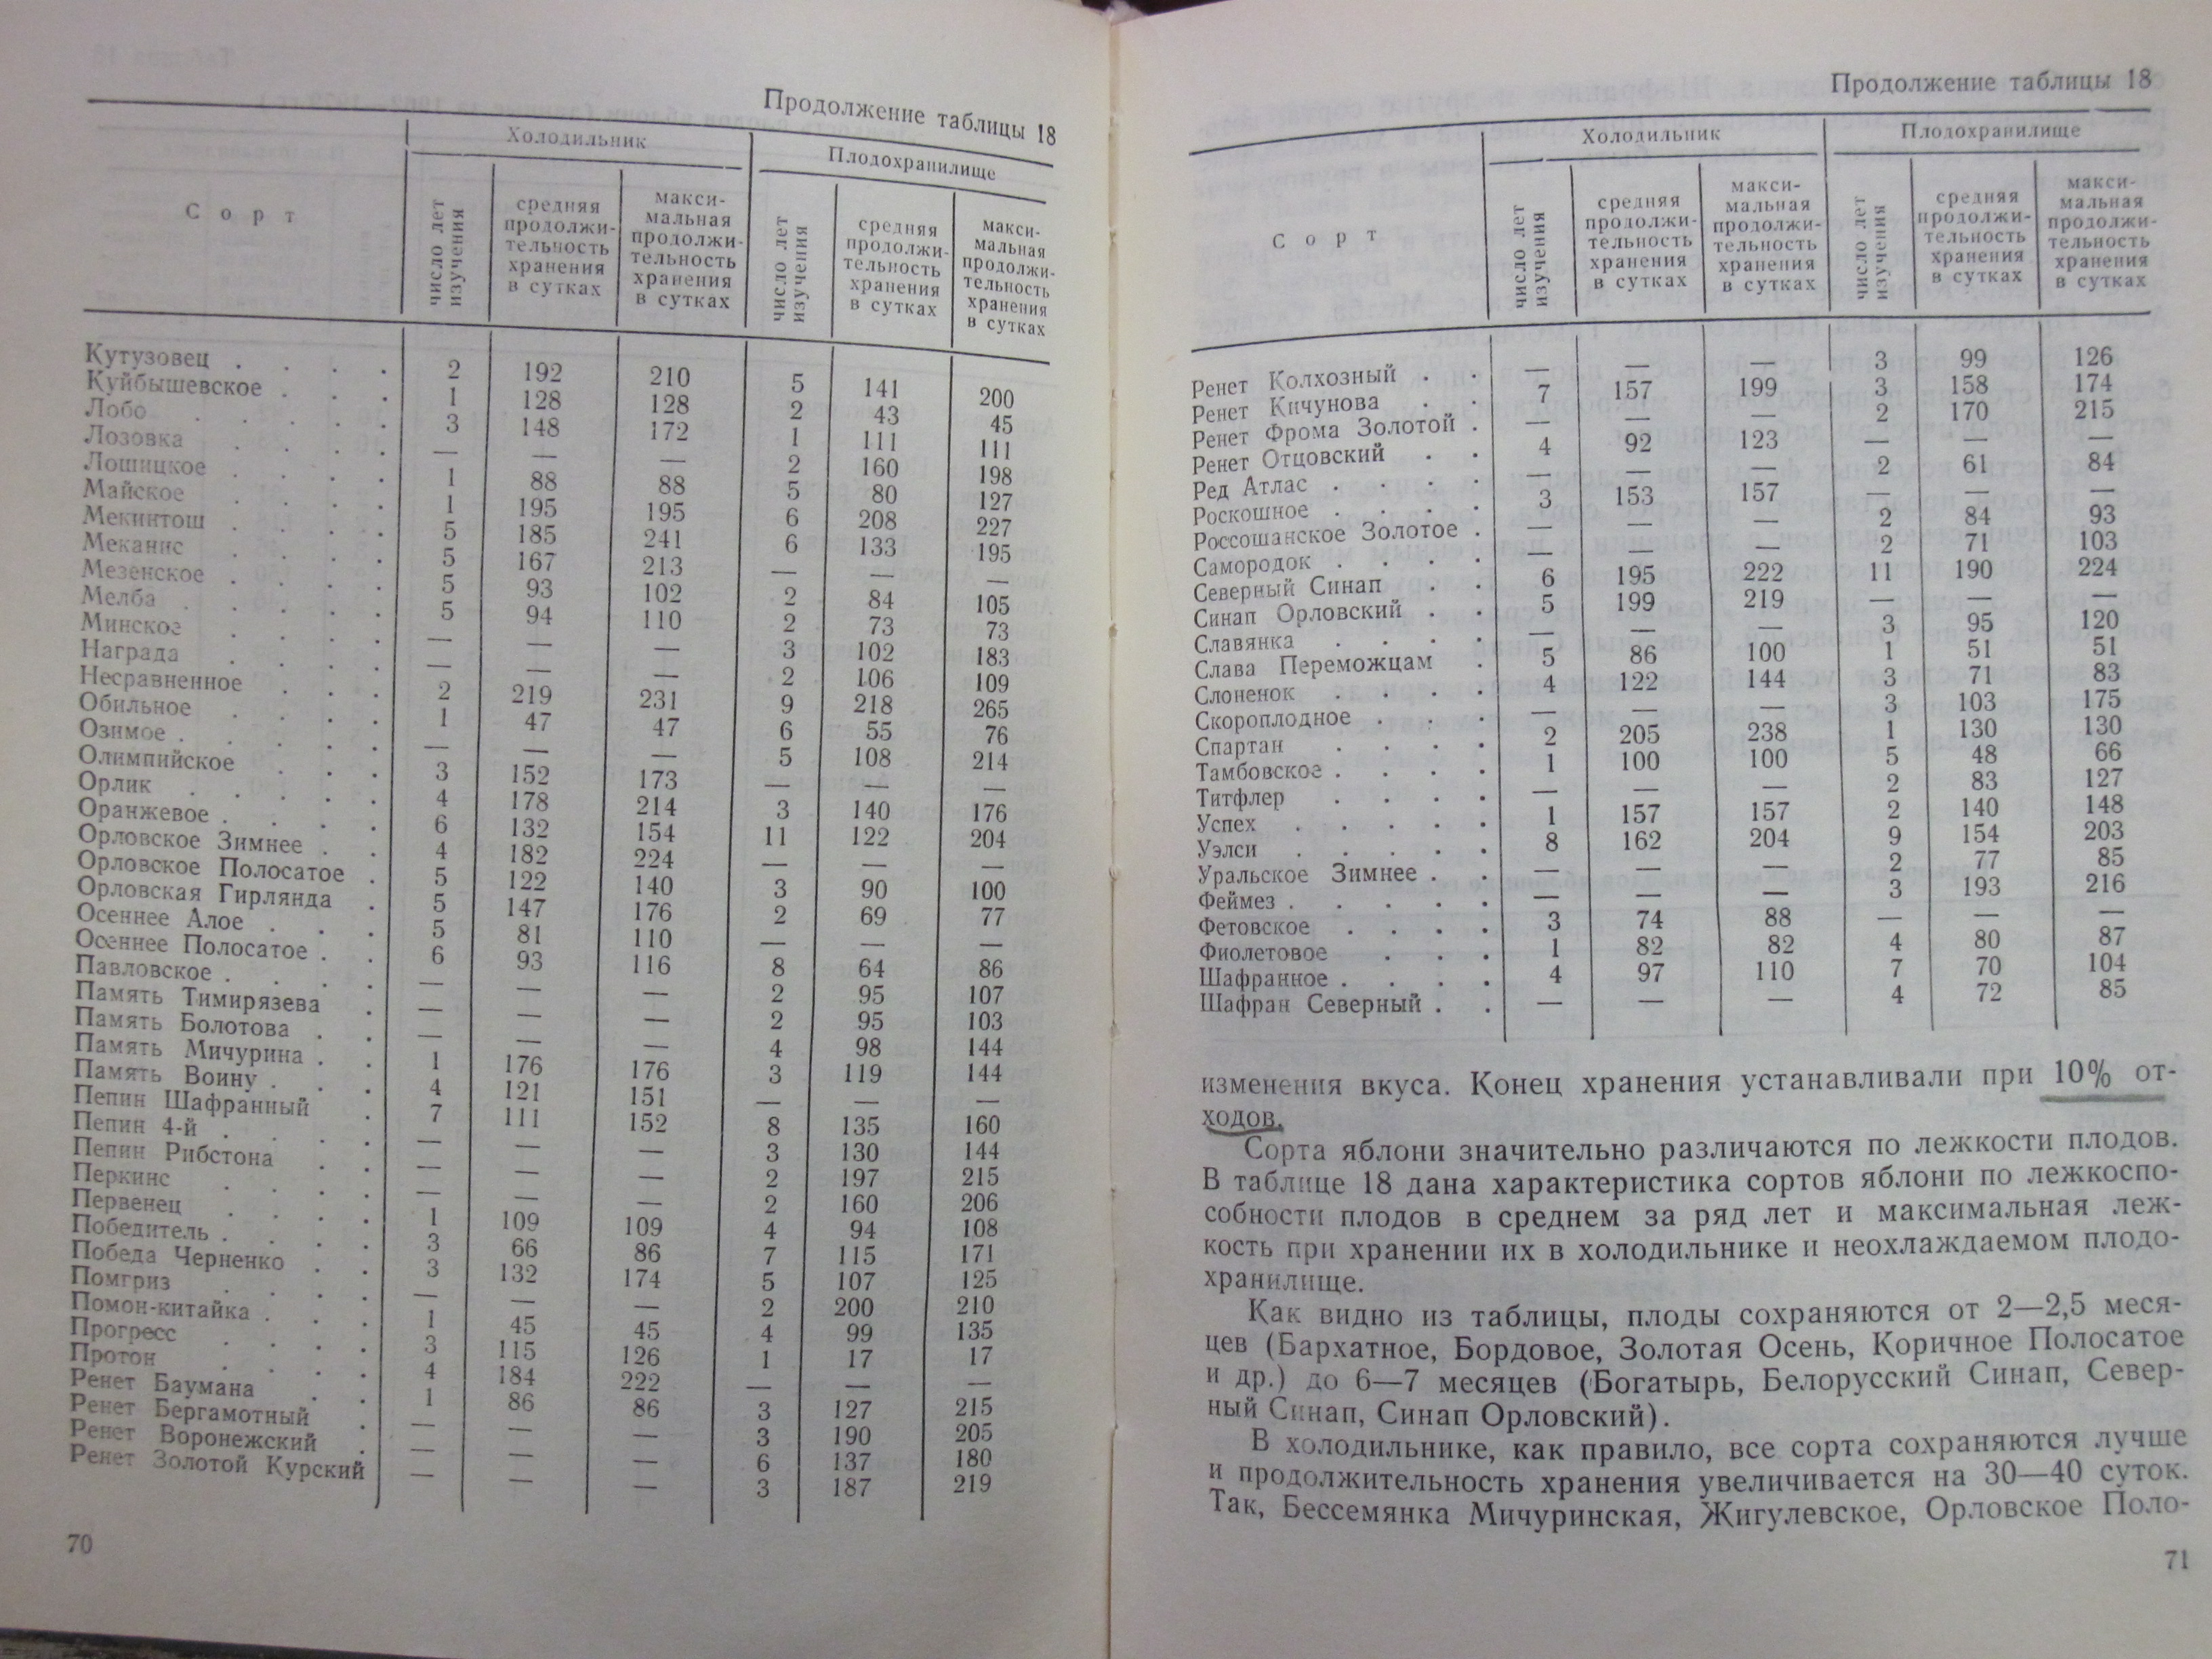 Продолжение таблицы 18
Сорт
Холодильник
Плодохранилище
число лет изучения
средняя продолжи-тельность хранения в сутках
макси-мальная продолжи-тельность хранения в сутках
число лет изучения
средняя продолжи-тельность хранения в сутках
макси-мальная продолжи-тельность хранения в сутках
Кутузовец . . . . 2 192 210 5 141 200
Куйбышевское . . . 1 128 128 2 43 45
Лобо . . . . . 3 148 172 1 111 111
Лозовка . . . . — — — 2 160 198
Лошицкое . . . . 1 88 88 5 80 127
Майское . . . . 1 195 195 6 208 227
Мекинтош . . . . 5 185 241 6 133 195
Меканис . . . . 5 167 213 — — —
Мезенское . . . . 5 93 102 2 84 105
Мелба . . . . . 5 94 110 2 73 73
Минское . . . . — — — 3 102 183
Награда . . . . — — — 2 106 109
Несравненное . . . 2 219 231 9 218 265
Обильное . . . . 1 47 47 6 55 76
Озимое . . . . . — — — 5 108 214
Олимпийское . . . 3 152 173 — — —
Орлик . . . . . 4 178 214 3 140 176
Оранжевое . . . . 6 132 154 11 122 204
Орловское Зимнее . . 4 182 224 — — —
Орловское Полосатое . 5 122 140 3 90 100
Орловская Гирлянда . 5 147 176 2 69 77
Осеннее Алое . . . 5 81 110 — — —
Осеннее Полосатое . . 6 93 116 8 64 86
Павловское . . . . — — — 2 95 107
Память Тимирязева . — — — 2 95 103
Память Болотова . . — — — 4 98 144
Память Мичурина . . 1 176 176 3 119 144
Память Воину . . . 4 121 151 — — —
Пепин Шафранный . 7 111 152 8 135 160
Пепин 4-й . . . . — — — 3 130 144
Пепин Рибстона . . — — — 2 197 215
Перкинс . . . . — — — 2 160 206
Первенец . . . . 1 109 109 4 94 108
Победитель . . . . 3 66 86 7 115 171
Победа Черненко . . 3 132 174 5 107 125
Помгриз . . . . — — — 2 200 210
Помон-китайка . . . 1 45 45 4 99 135
Прогресс . . . . 3 115 126 1 17 17
Протон . . . . 4 184 222 — — —
Ренет Баумана . . 1 86 86 3 127 215
Ренет Бергамотный . — — — 3 190 205
Ренет Воронежский . — — — 6 137 180
Ренет Золотой Курский — — — 3 187 219
70
Продолжение таблицы 18
Сорт
Холодильник
Плодохранилище
число лет изучения
средняя продолжи-тельность хранения в сутках
макси-мальная продолжи-тельность хранения в сутках
число лет изучения
средняя продолжи-тельность хранения в сутках
макси-мальная продолжи-тельность хранения в сутках
Ренет Колхозный . . — — — 3 99 126
Ренет Кичунова . . 7 157 199 3 158 174
Ренет Фрома Золотой . — — — 2 170 215
Ренет Отцовский . . 4 92 123 — — —
Ред Атлас . . . . — — — 2 61 84
Роскошное . . . . 3 153 157 — — —
Россошанское Золотое . — — — 2 84 93
Самородок . . . . — — — 2 71 103
Северный Синап . . 6 195 222 11 190 224
Синап Орловский . . 5 199 219 — — —
Славянка . . . . — — — 3 95 120
Слава Переможцам . 5 86 100 1 51 51
Слоненок . . . . 4 122 144 3 71 83
Скороплодное . . . — — — 3 103 175
Спартан . . . . 2 205 238 1 130 130
Тамбовское . . . . 1 100 100 5 48 66
Титфлер . . . . — — — 2 83 127
Успех . . . . . 1 157 157 2 140 148
Уэлси . . . . . 8 162 204 9 154 203
Уральское Зимнее . . — — — 2 77 85
Феймез . . . . . — — — 3 193 216
Фетовское . . . . 3 74 88 — — —
Фиолетовое . . . 1 82 82 4 80 87
Шафранное . . . . 4 97 110 7 70 104
Шафран Северный . . — — — 4 72 85
изменения вкуса. Конец хранения устанавливали при 10% от-
ходов.
Сорта яблони значительно различаются по лежкости плодов.
В таблице 18 дана характеристика сортов яблони по лежкоспо-
собности плодов в среднем за ряд лет и максимальная леж-
кость при хранении их в холодильнике и неохлаждаемом плодо-
хранилище.
Как видно из таблицы, плоды сохраняются от 2—2,5 меся-
цев (Бархатное, Бордовое, Золотая Осень, Коричное Полосатое
и др.) до 6—7 месяцев (Богатырь, Белорусский Синап, Север-
ный Синап, Синап Орловский).
В холодильнике, как правило, все сорта сохраняются лучше
и продолжительность хранения увеличивается на 30—40 суток.
Так, Бессемянка Мичуринская, Жигулевское, Орловское Поло-
71